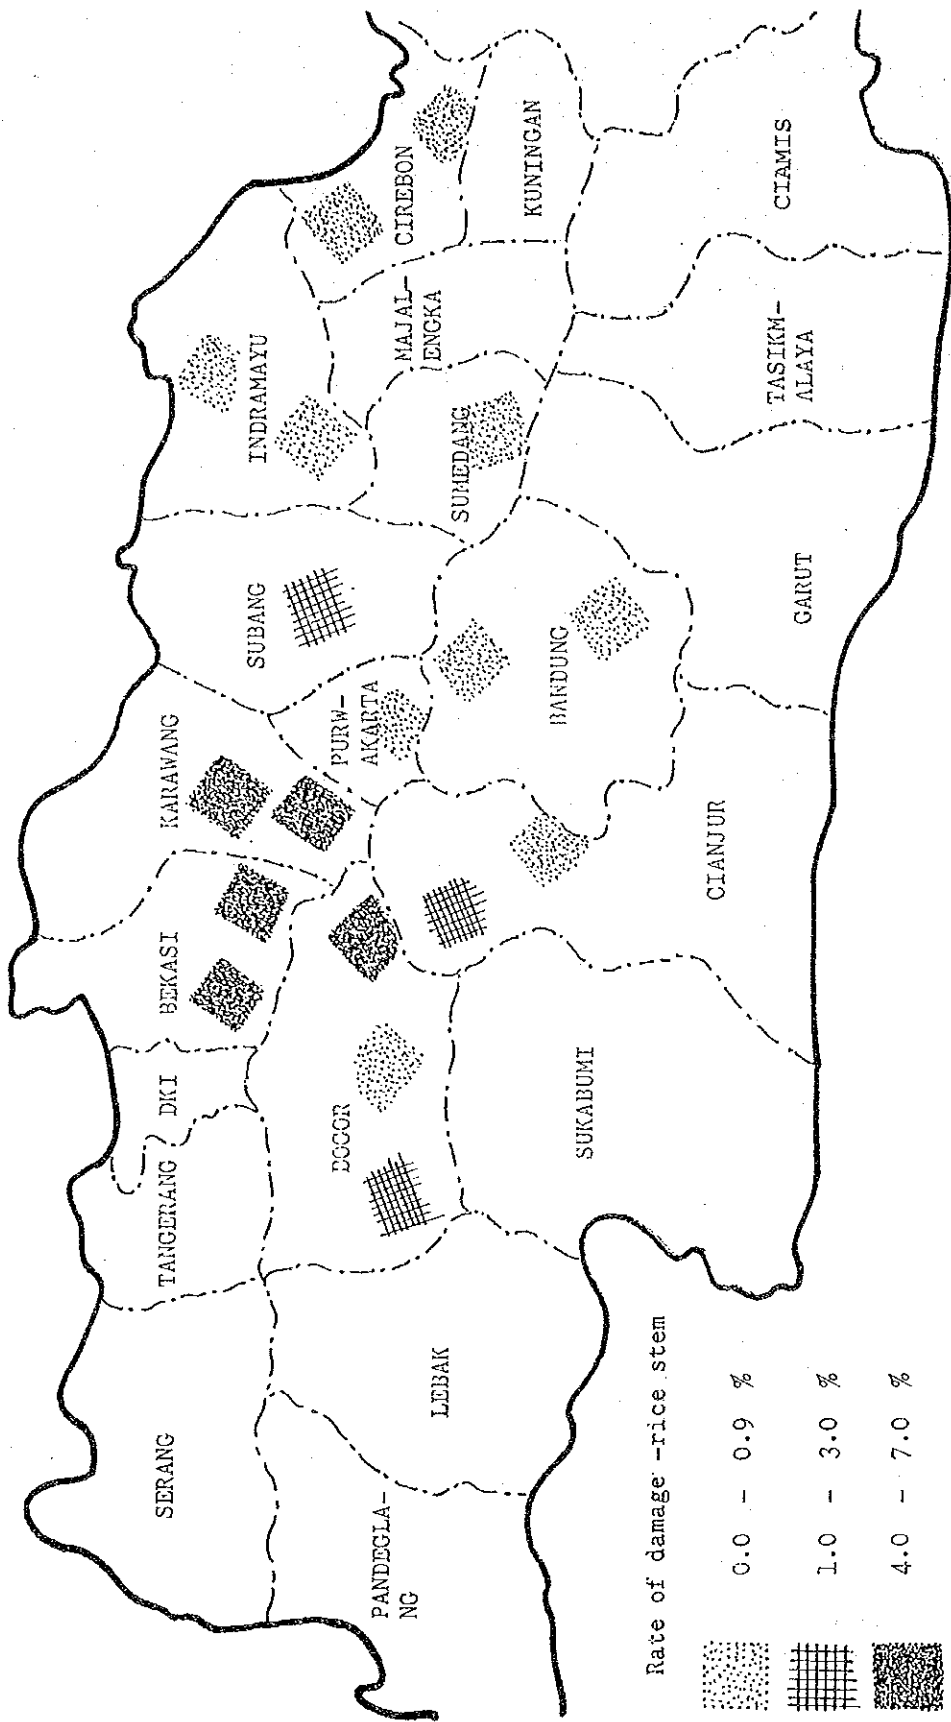 SERANG
TANGERANG
DKI
BEKASI
KARAWANG
SUBANG
INDRAMAYU
CIREBON
PANDEGLA-
NG
LEBAK
BOGOR
PURW-
AKARTA
SUMEDANG
MAJAL-
ENGKA
KUNINGAN
SUKABUMI
CIANJUR
BANDUNG
GARUT
TASIKM-
ALAYA
CIAMIS
Rate of damage -rice stem
0.0 - 0.9 %
1.0 - 3.0 %
4.0 - 7.0 %